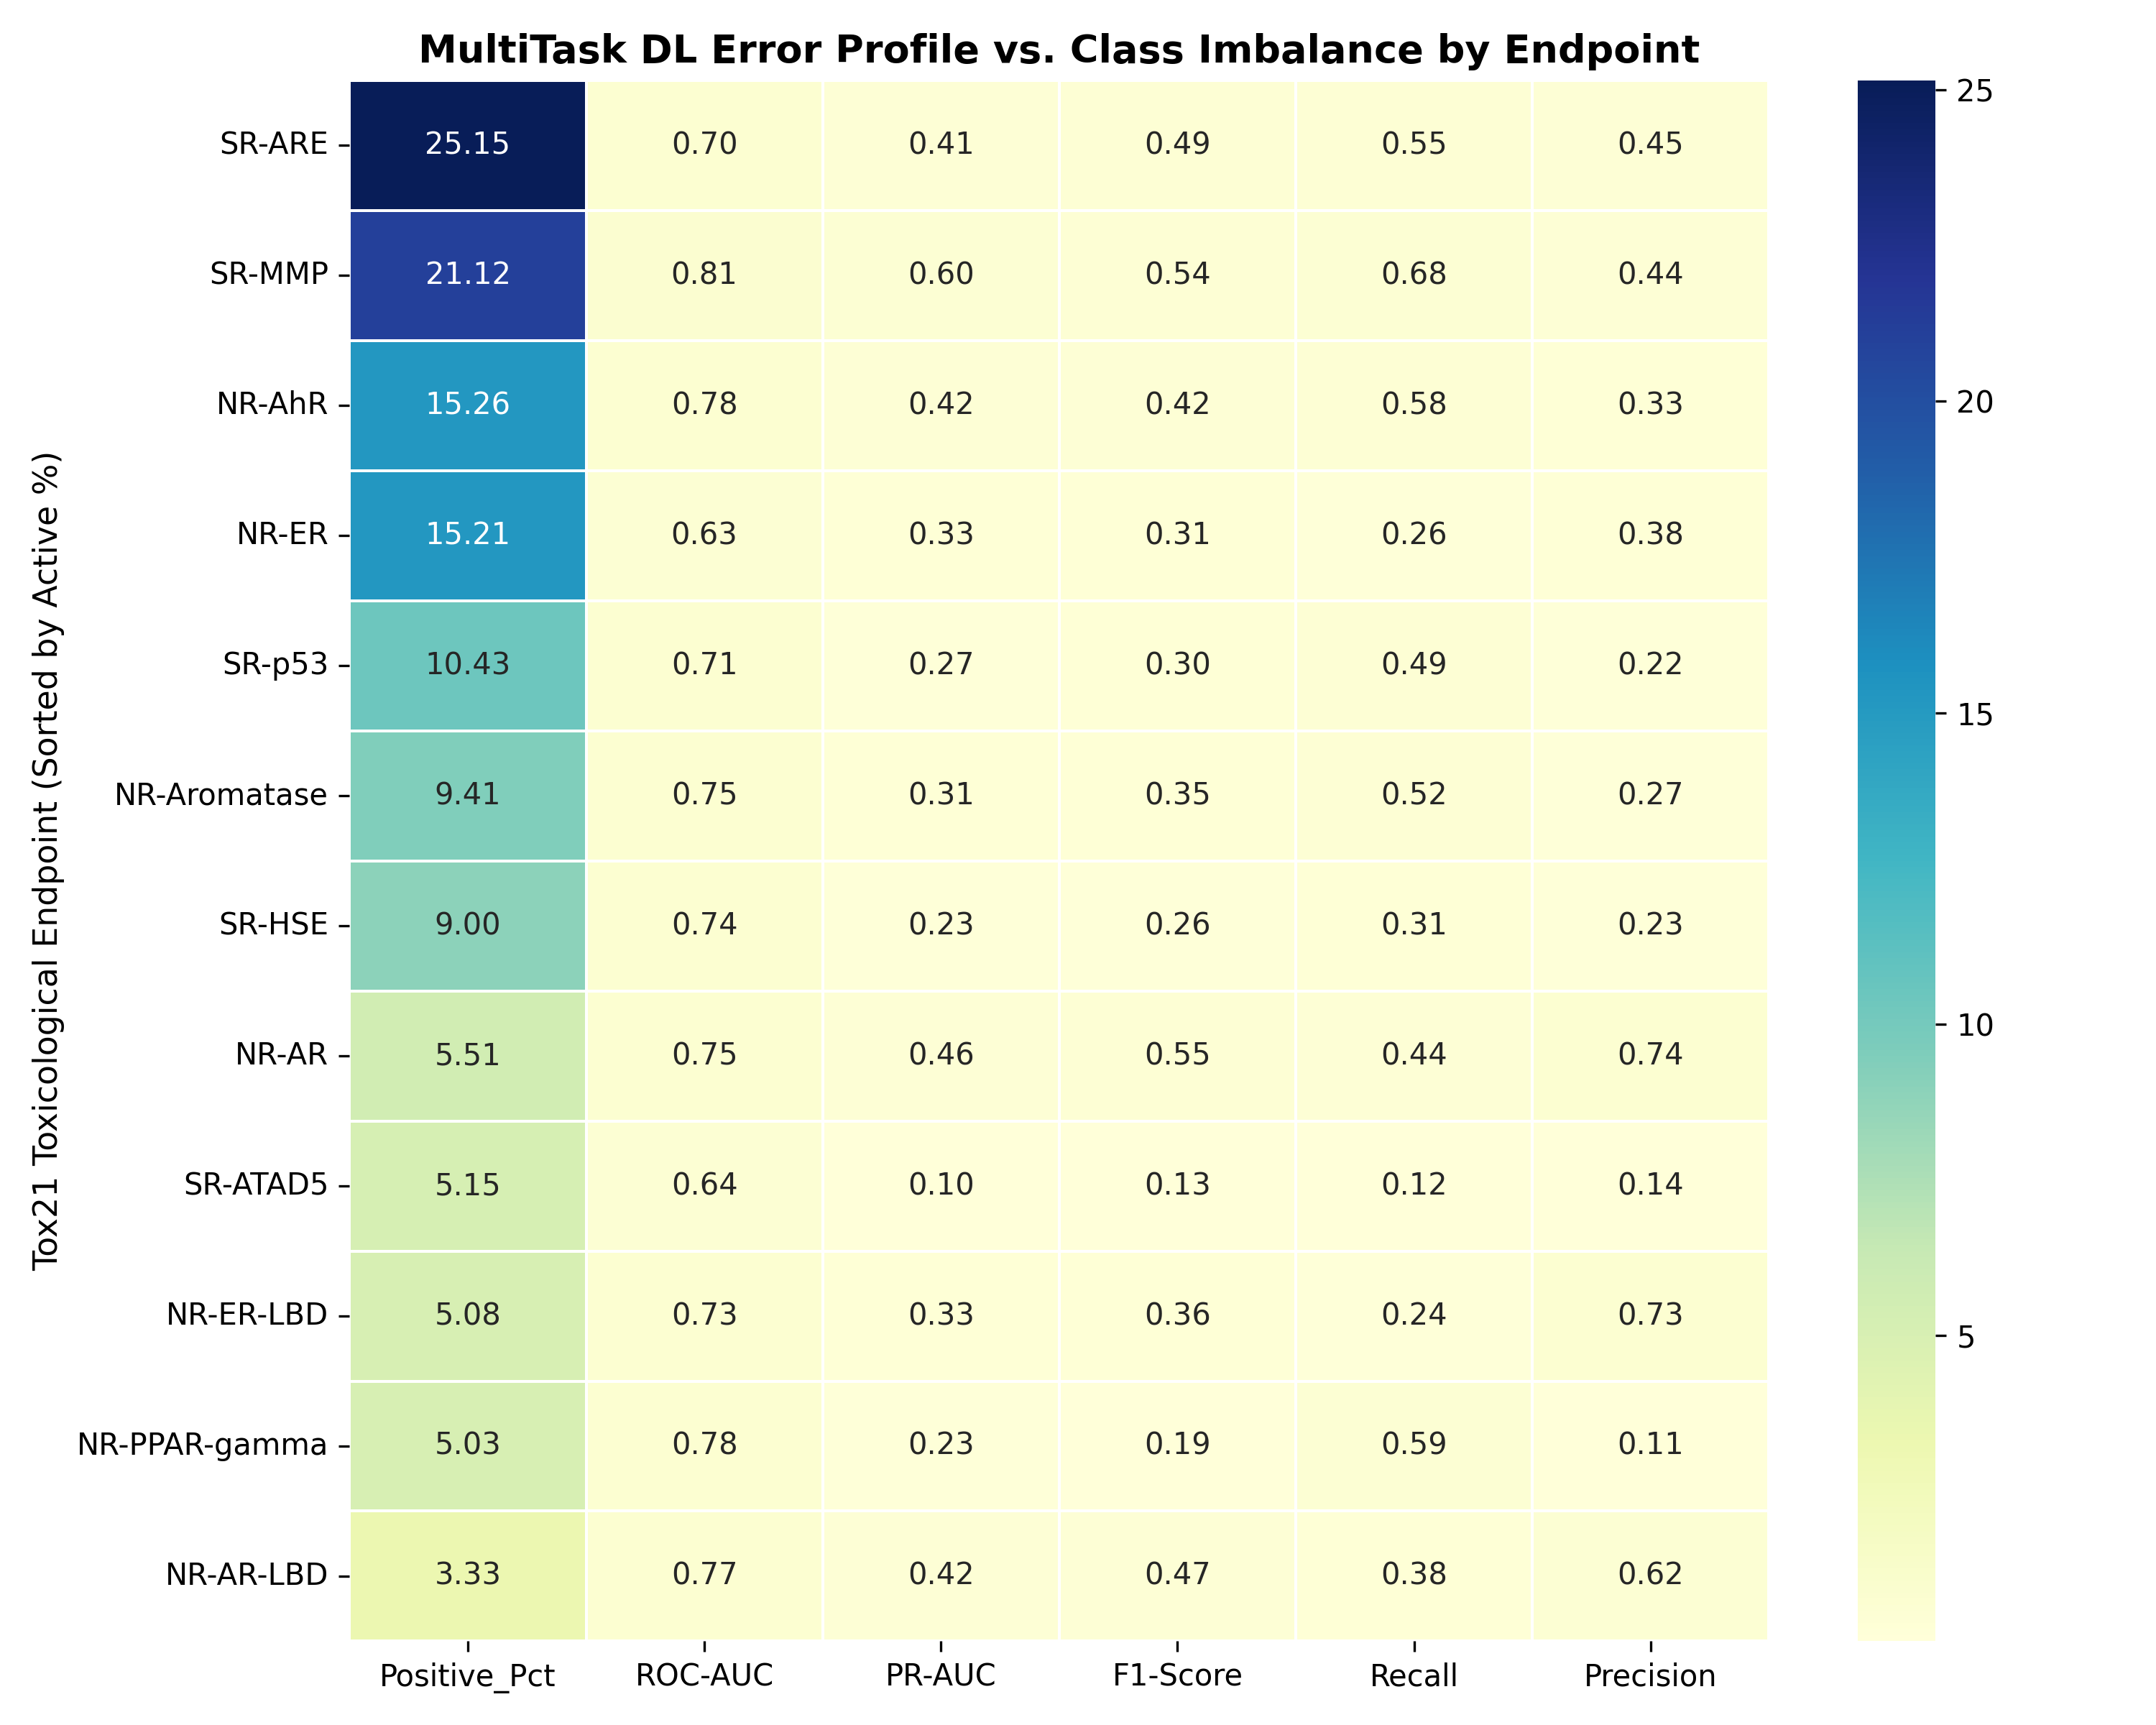 MultiTask DL Error Profile vs. Class Imbalance by Endpoint
Tox21 Toxicological Endpoint (Sorted by Active %)
SR-ARE 25.15 0.70 0.41 0.49 0.55 0.45
SR-MMP 21.12 0.81 0.60 0.54 0.68 0.44
NR-AhR 15.26 0.78 0.42 0.42 0.58 0.33
NR-ER 15.21 0.63 0.33 0.31 0.26 0.38
SR-p53 10.43 0.71 0.27 0.30 0.49 0.22
NR-Aromatase 9.41 0.75 0.31 0.35 0.52 0.27
SR-HSE 9.00 0.74 0.23 0.26 0.31 0.23
NR-AR 5.51 0.75 0.46 0.55 0.44 0.74
SR-ATAD5 5.15 0.64 0.10 0.13 0.12 0.14
NR-ER-LBD 5.08 0.73 0.33 0.36 0.24 0.73
NR-PPAR-gamma 5.03 0.78 0.23 0.19 0.59 0.11
NR-AR-LBD 3.33 0.77 0.42 0.47 0.38 0.62
Positive_Pct ROC-AUC PR-AUC F1-Score Recall Precision
25
20
15
10
5